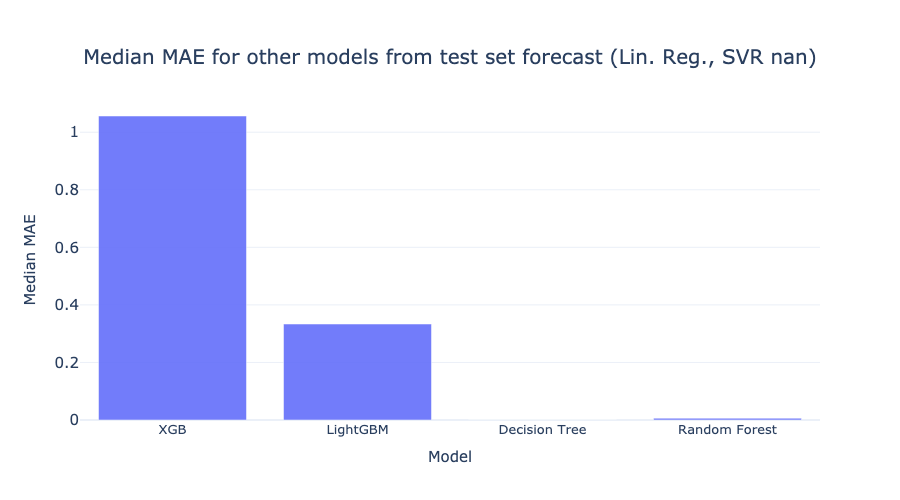 Median MAE for other models from test set forecast (Lin. Reg., SVR nan)
1
0.8
0.6
0.4
0.2
0
Median MAE
XGB
LightGBM
Decision Tree
Random Forest
Model